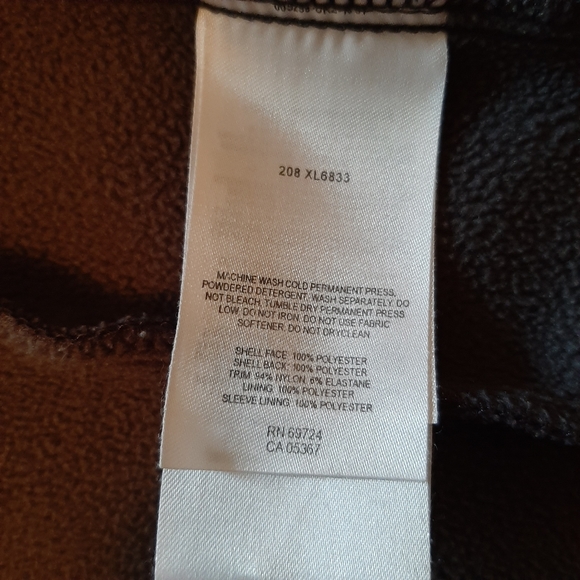 208 XL6833
MACHINE WASH COLD PERMANENT PRESS,
POWDERED DETERGENT. WASH SEPARATELY. DO
NOT BLEACH, TUMBLE DRY PERMANENT PRESS
LOW. DO NOT IRON. DO NOT USE FABRIC
SOFTENER. DO NOT DRYCLEAN
SHELL FACE: 100% POLYESTER
SHELL BACK: 100% POLYESTER
TRIM: 94% NYLON, 6% ELASTANE
LINING: 100% POLYESTER
SLEEVE LINING: 100% POLYESTER
RN 69724
CA 05367